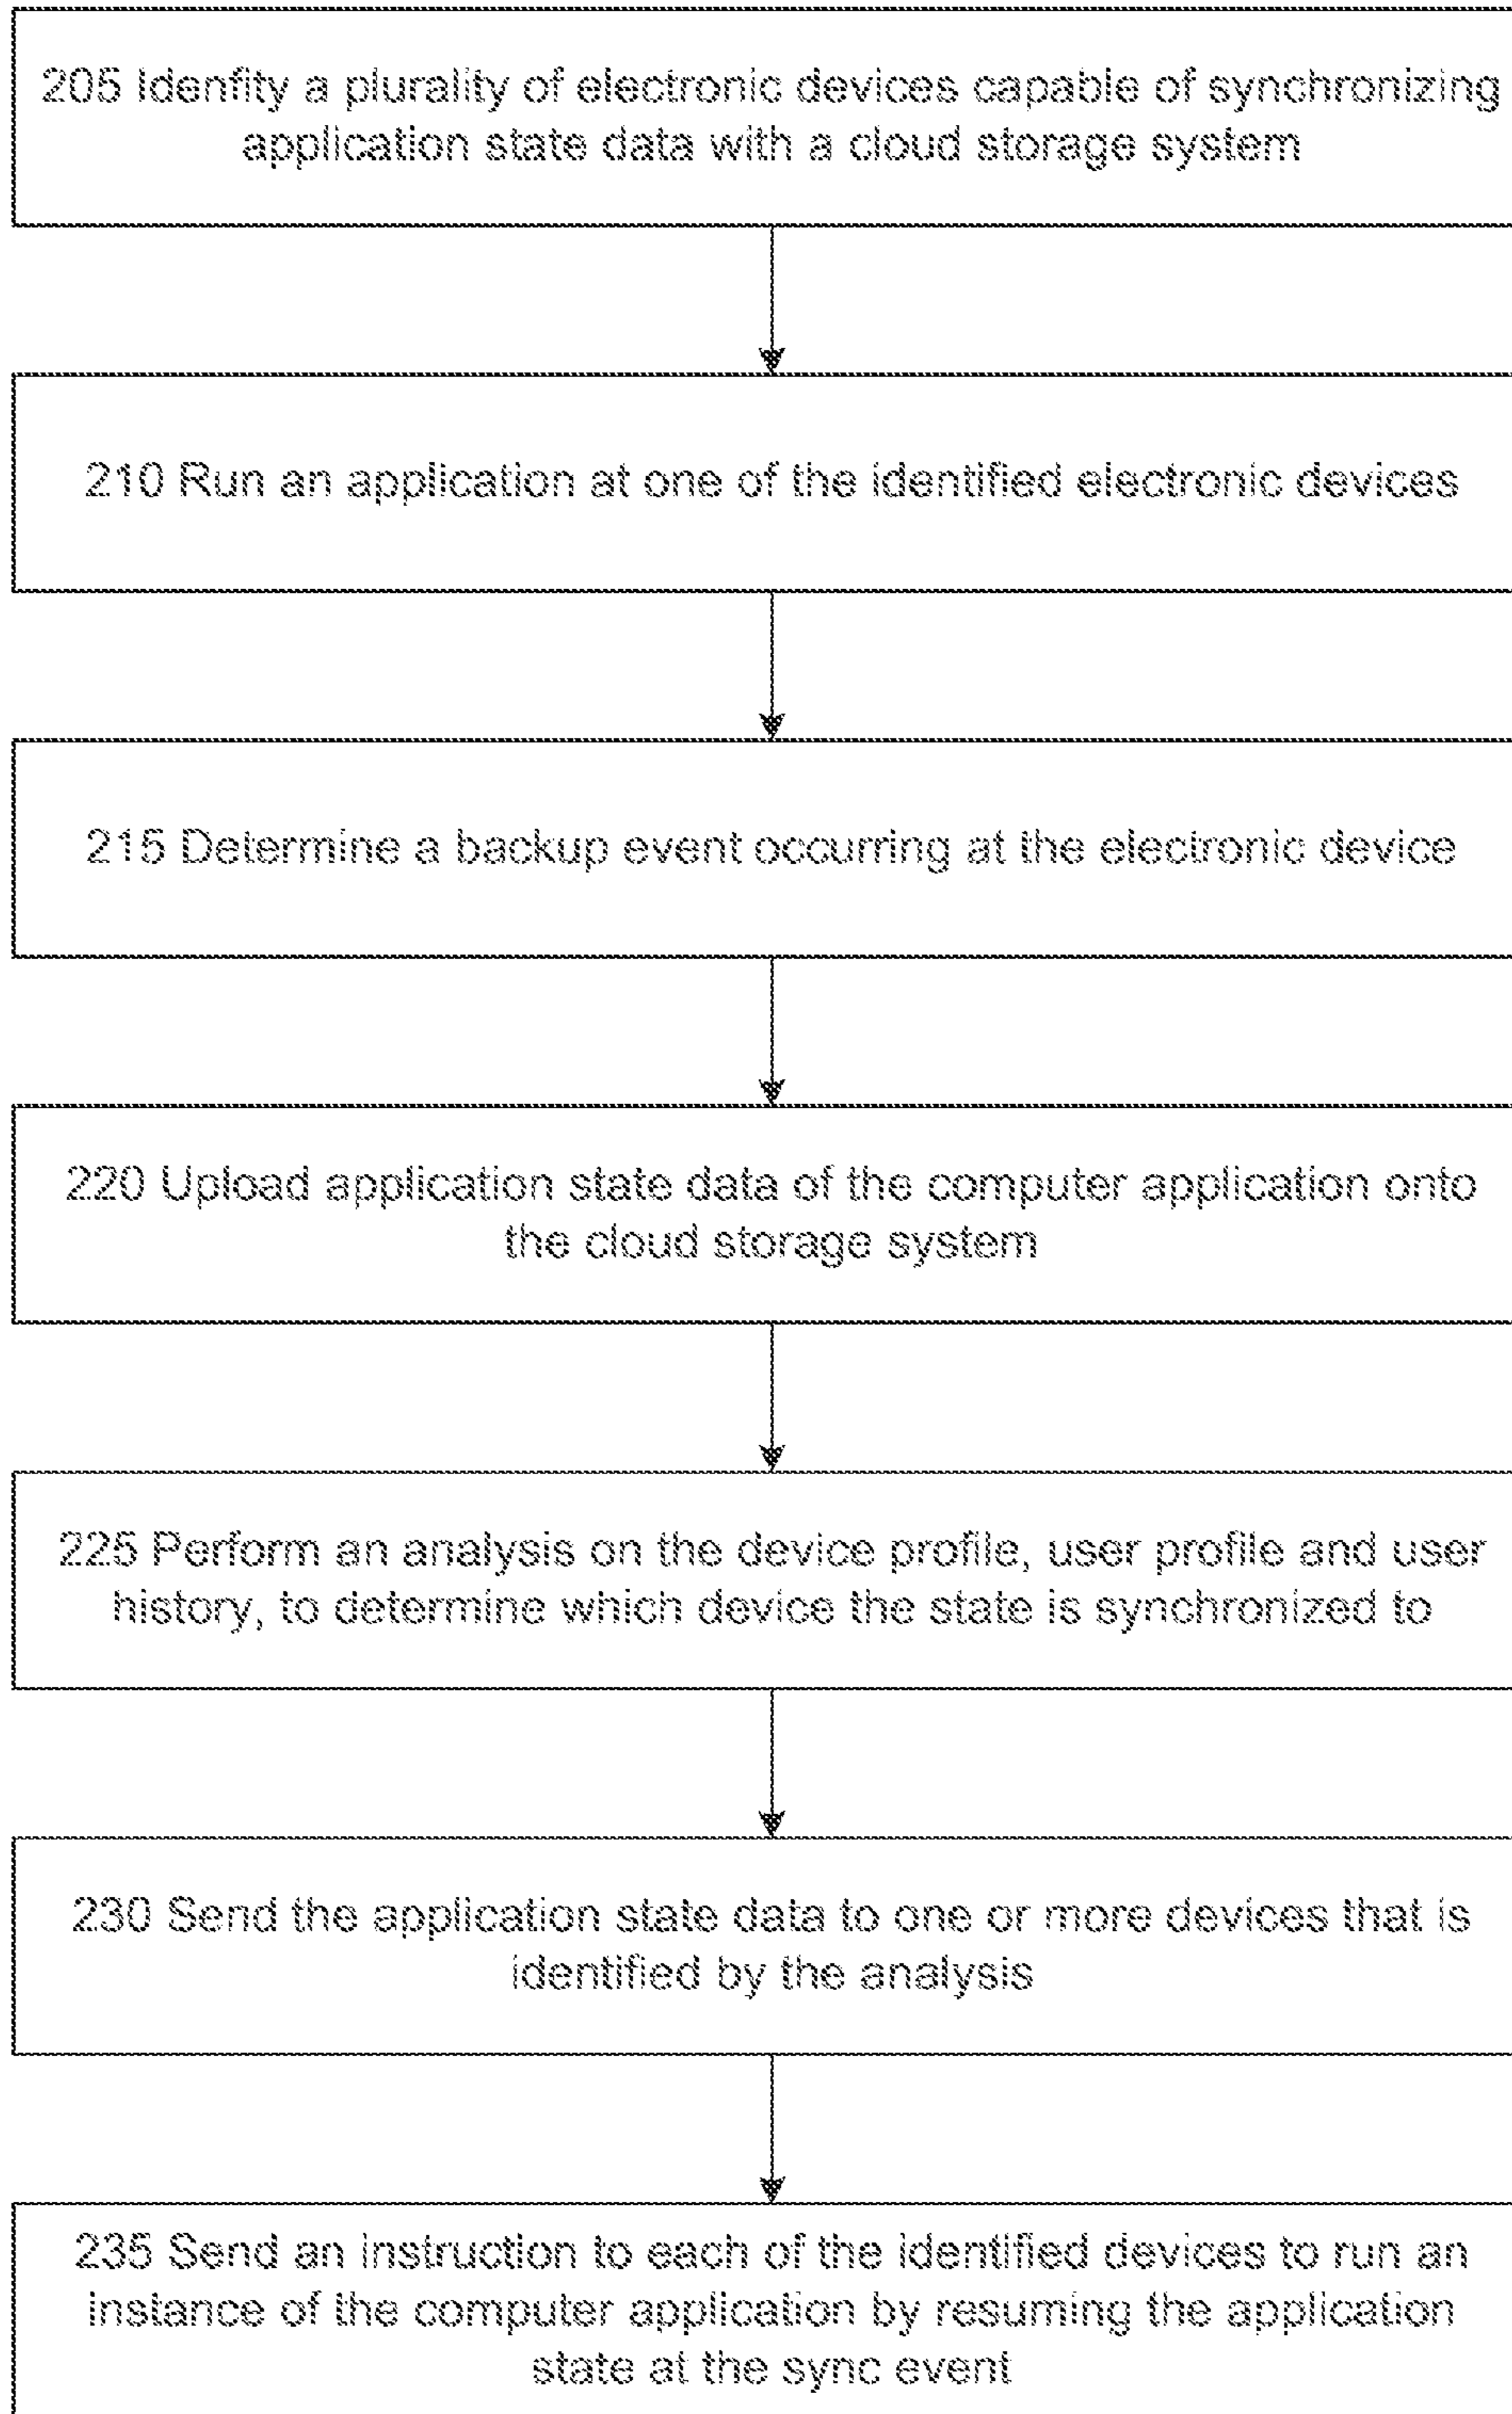 205 Idenfity a plurality of electronic devices capable of synchronizing
application state data with a cloud storage system
210 Run an application at one of the identified electronic devices
215 Determine a backup event occurring at the electronic device
220 Upload application state data of the computer application onto
the cloud storage system
225 Perform an analysis on the device profile, user profile and user
history, to determine which device the state is synchronized to
230 Send the application state data to one or more devices that is
identified by the analysis
235 Send an instruction to each of the identified devices to run an
instance of the computer application by resuming the application
state at the sync event